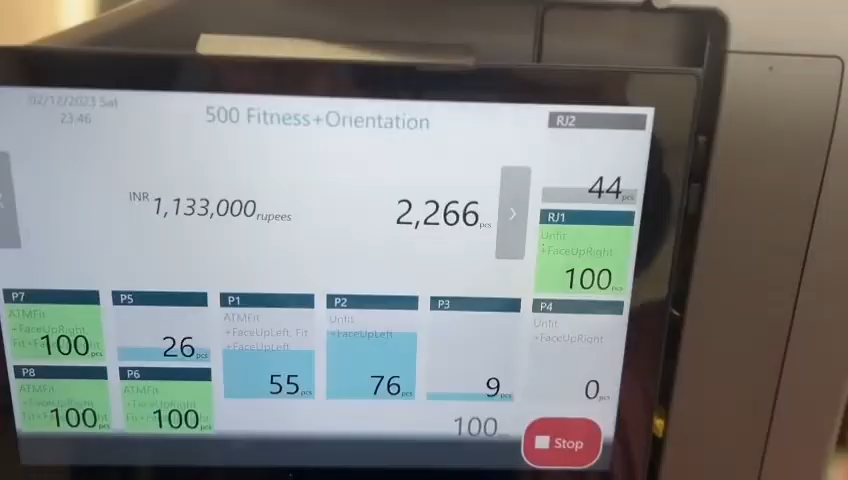 02/12/2023 Sat
23:46
500 Fitness+Orientation
RJ2
44 pcs
INR 1,133,000 rupees
2,266 pcs
RJ1
Unfit
+FaceUpRight
100 pcs
P7
ATMFit
+FaceUpRight,
100 pcs
P5
26 pcs
P1
ATMFit
+FaceUpLeft, Fit
+FaceUpLeft
55 pcs
P2
Unfit
+FaceUpLeft
76 pcs
P3
9 pcs
P4
Unfit
+FaceUpRight
0 pcs
P8
ATMFit
100 pcs
P6
ATMFit
+FaceUpRight
100 pcs
100
Stop